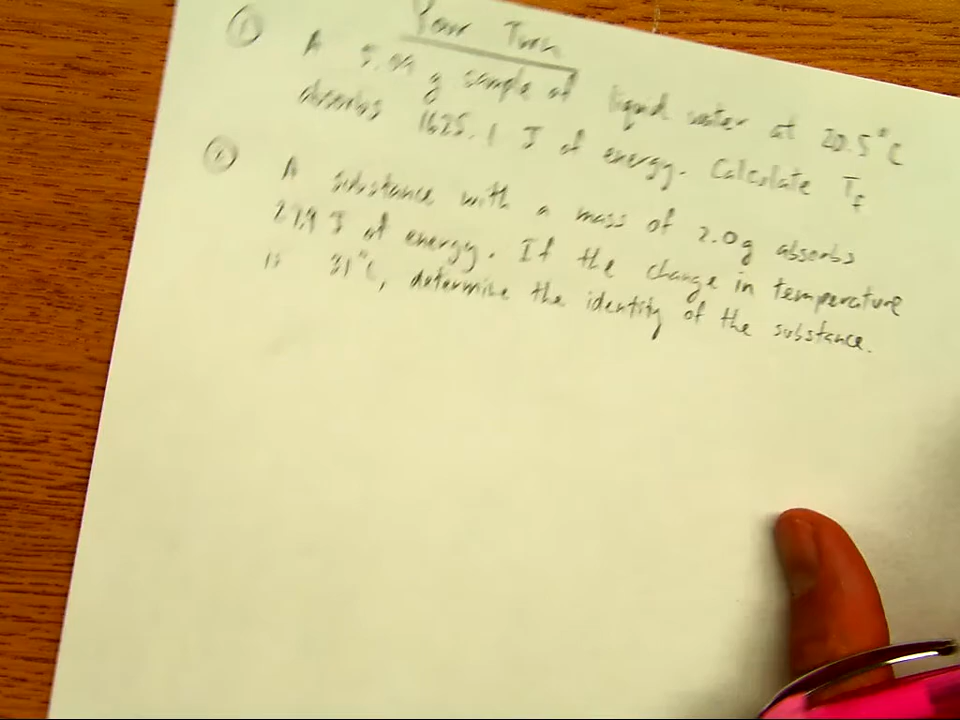 Your Turn
① A 5.09 g sample of liquid water at 20.5°C
absorbs 1625.1 J of energy. Calculate Tf
② A substance with a mass of 2.0g absorbs
27.9 J of energy. If the change in temperature
is 31°C, determine the identity of the substance.